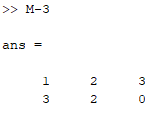 >> M-3
ans =
1 2 3
3 2 0